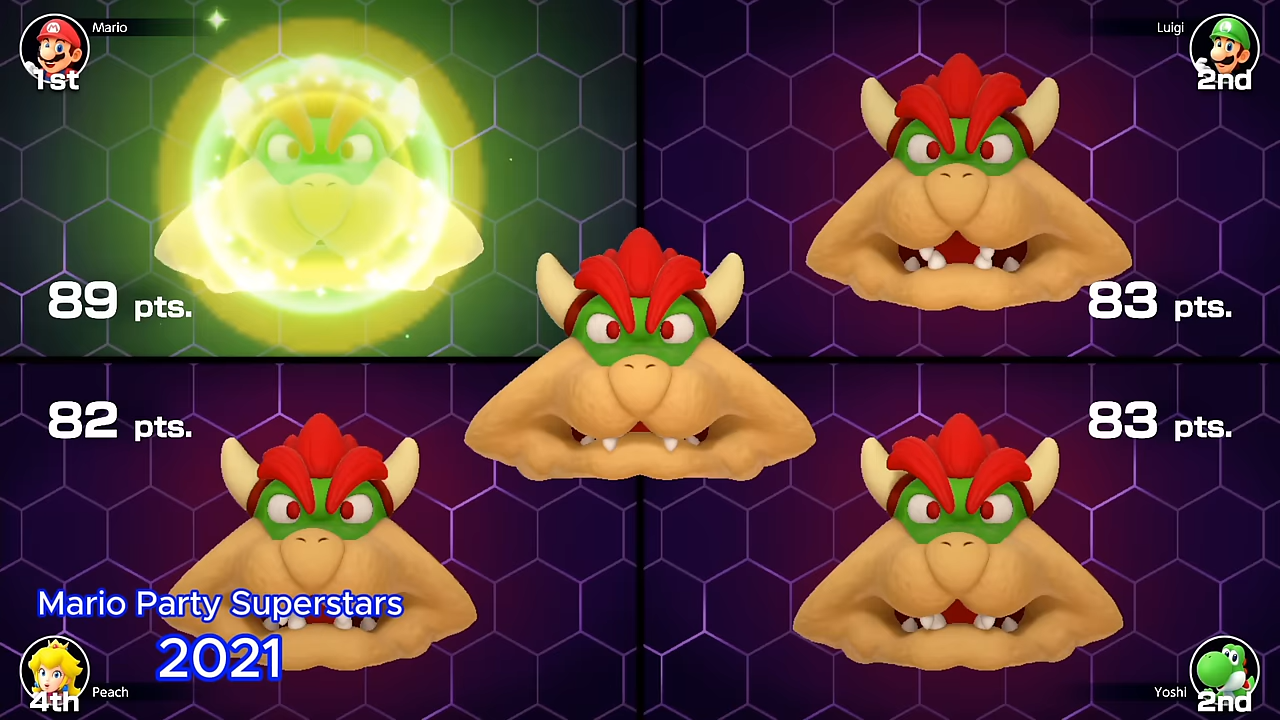 Mario
1st
89 pts.
Luigi
2nd
83 pts.
82 pts.
Peach
4th
83 pts.
Yoshi
2nd
Mario Party Superstars
2021